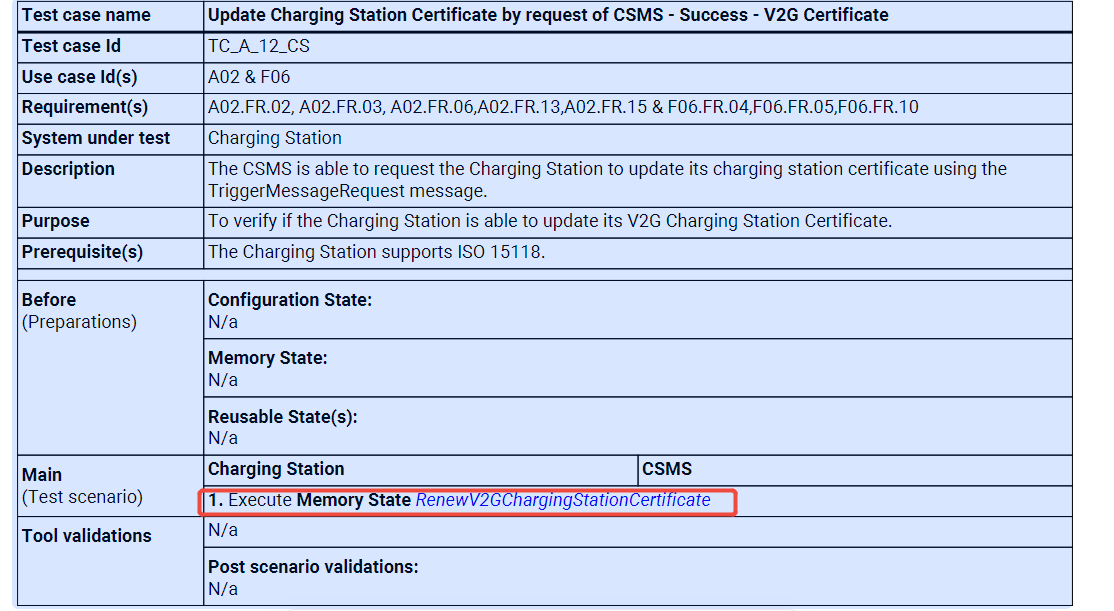 Test case name Update Charging Station Certificate by request of CSMS - Success - V2G Certificate
Test case Id TC_A_12_CS
Use case Id(s) A02 & F06
Requirement(s) A02.FR.02, A02.FR.03, A02.FR.06,A02.FR.13,A02.FR.15 & F06.FR.04,F06.FR.05,F06.FR.10
System under test Charging Station
Description The CSMS is able to request the Charging Station to update its charging station certificate using the
TriggerMessageRequest message.
Purpose To verify if the Charging Station is able to update its V2G Charging Station Certificate.
Prerequisite(s) The Charging Station supports ISO 15118.
Before Configuration State:
(Preparations) N/a
Memory State:
N/a
Reusable State(s):
N/a
Main Charging Station CSMS
(Test scenario) 1. Execute Memory State RenewV2GChargingStationCertificate
Tool validations N/a
Post scenario validations:
N/a